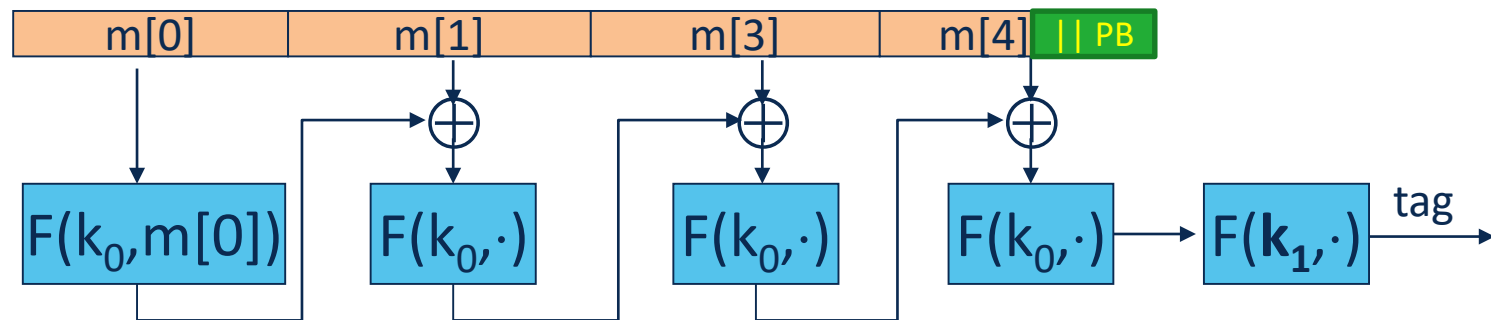 m[0] m[1] m[3] m[4] || PB
F(k₀,m[0]) F(k₀,·) F(k₀,·) F(k₀,·) F(k₁,·) tag